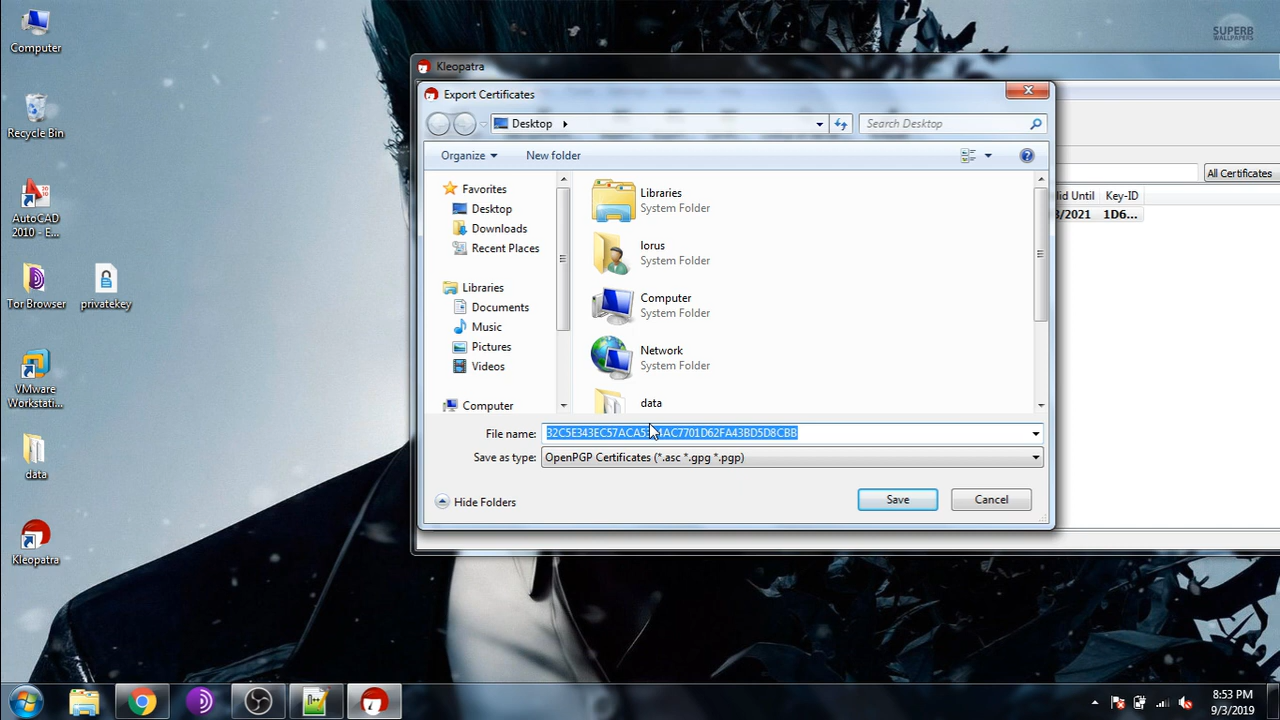 Computer
Recycle Bin
AutoCAD
2010 - E...
Tor Browser
privatekey
VMware
Workstati...
data
Kleopatra
SUPERB
WALLPAPERS
Kleopatra
Export Certificates
Desktop
Search Desktop
Organize
New folder
Favorites
Desktop
Downloads
Recent Places
Libraries
Documents
Music
Pictures
Videos
Computer
Libraries
System Folder
lorus
System Folder
Computer
System Folder
Network
System Folder
data
File name:
Save as type: OpenPGP Certificates (*.asc *.gpg *.pgp)
Hide Folders
Save
Cancel
All Certificates
lid Until Key-ID
3/2021 1D6...
8:53 PM
9/3/2019